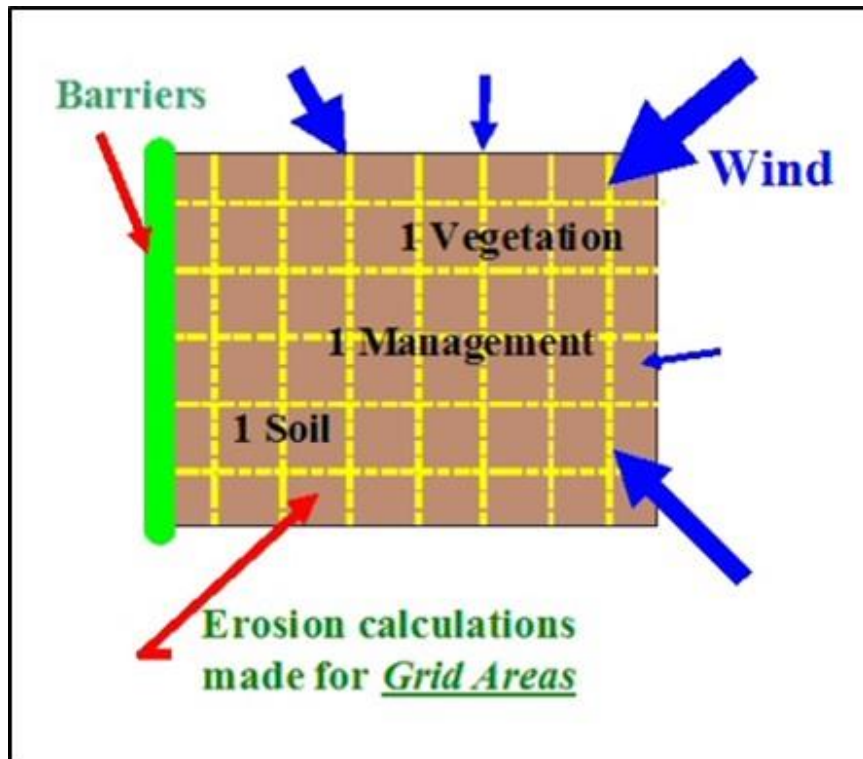 Barriers
Wind
1 Vegetation
1 Management
1 Soil
Erosion calculations
made for Grid Areas